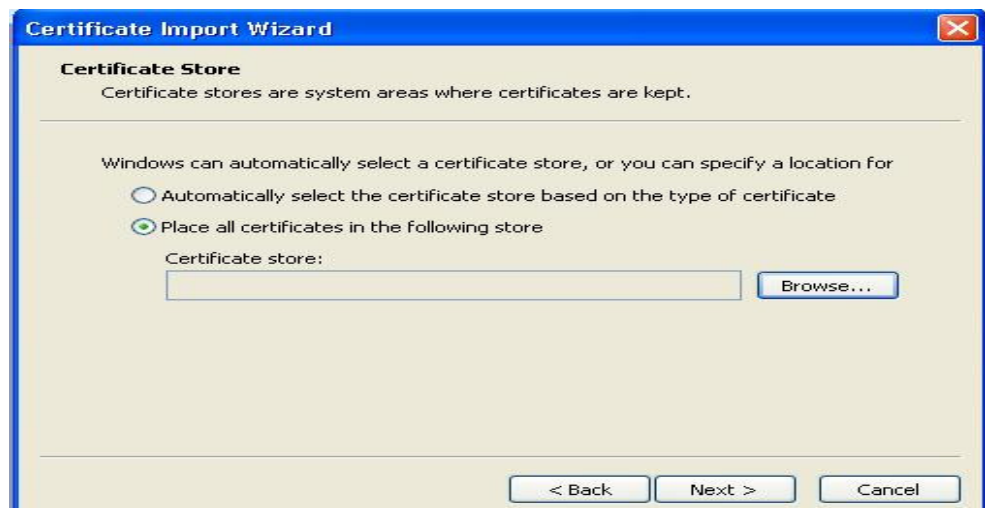 Certificate Import Wizard
Certificate Store
Certificate stores are system areas where certificates are kept.
Windows can automatically select a certificate store, or you can specify a location for
Automatically select the certificate store based on the type of certificate
Place all certificates in the following store
Certificate store:
Browse...
< Back Next > Cancel